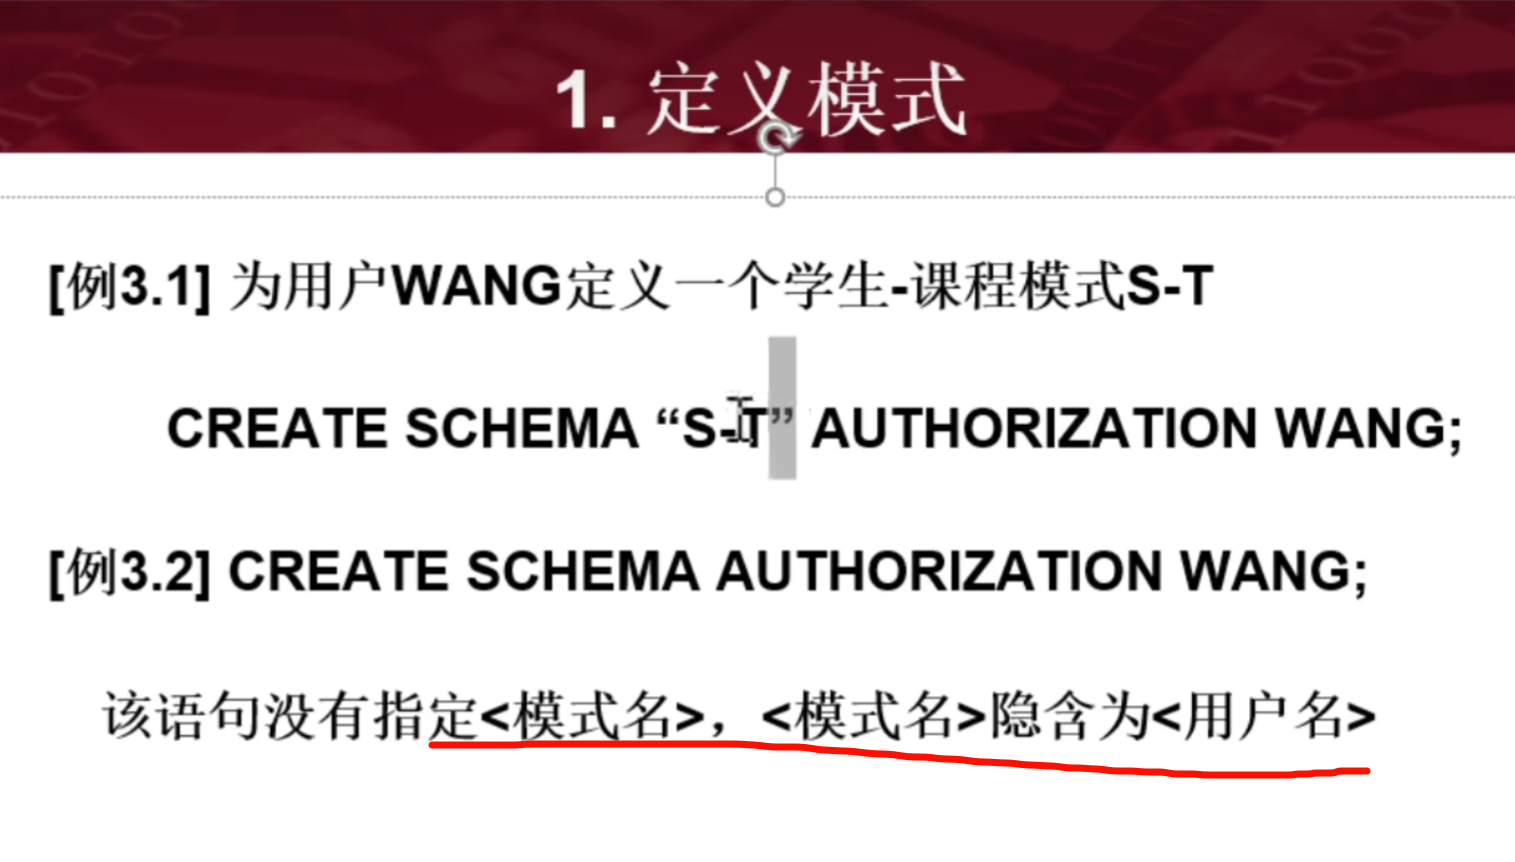 1. 定义模式
[例3.1] 为用户WANG定义一个学生-课程模式S-T
CREATE SCHEMA “S-T” AUTHORIZATION WANG;
[例3.2] CREATE SCHEMA AUTHORIZATION WANG;
该语句没有指定<模式名>，<模式名>隐含为<用户名>